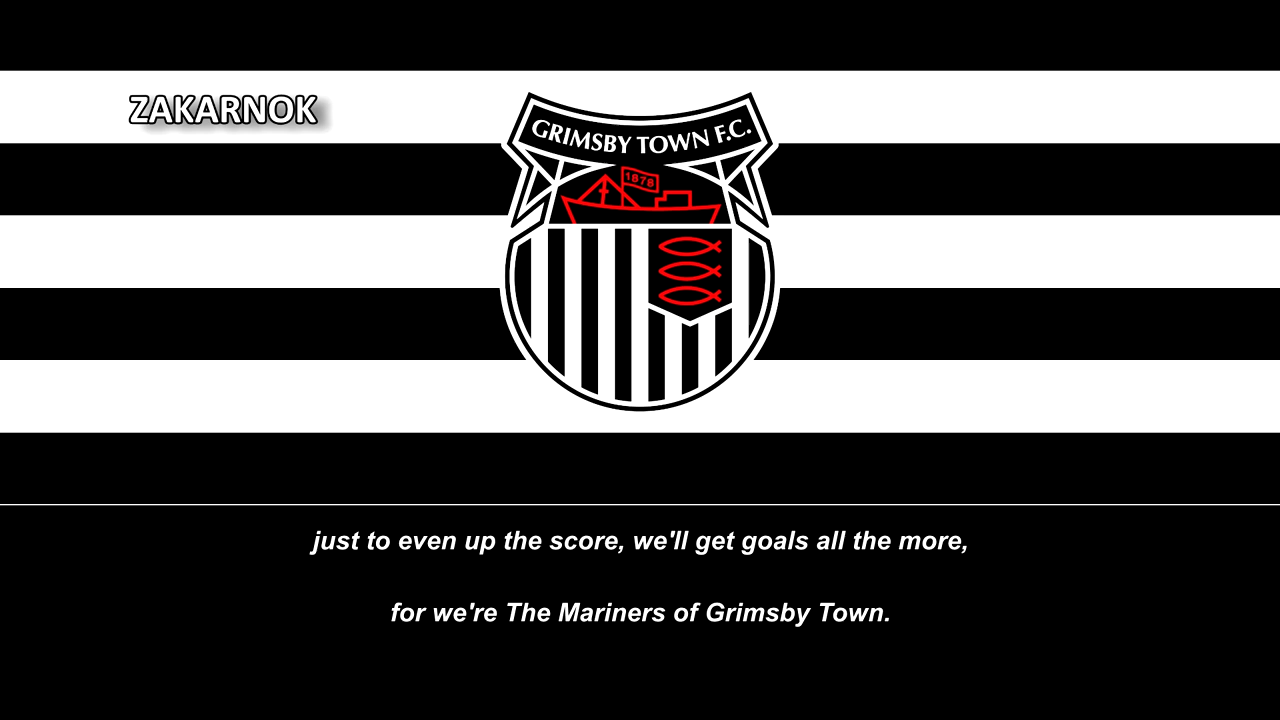 ZAKARNOK
GRIMSBY TOWN F.C.
1878
just to even up the score, we'll get goals all the more,
for we're The Mariners of Grimsby Town.